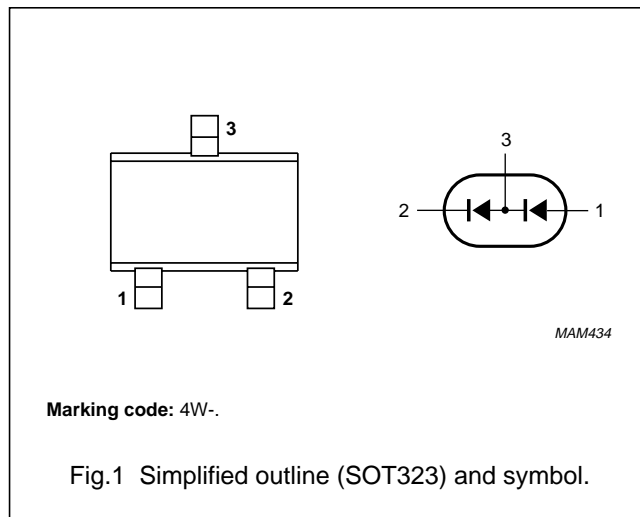 3
1
2
3
2
1
MAM434
Marking code: 4W-.
Fig.1 Simplified outline (SOT323) and symbol.